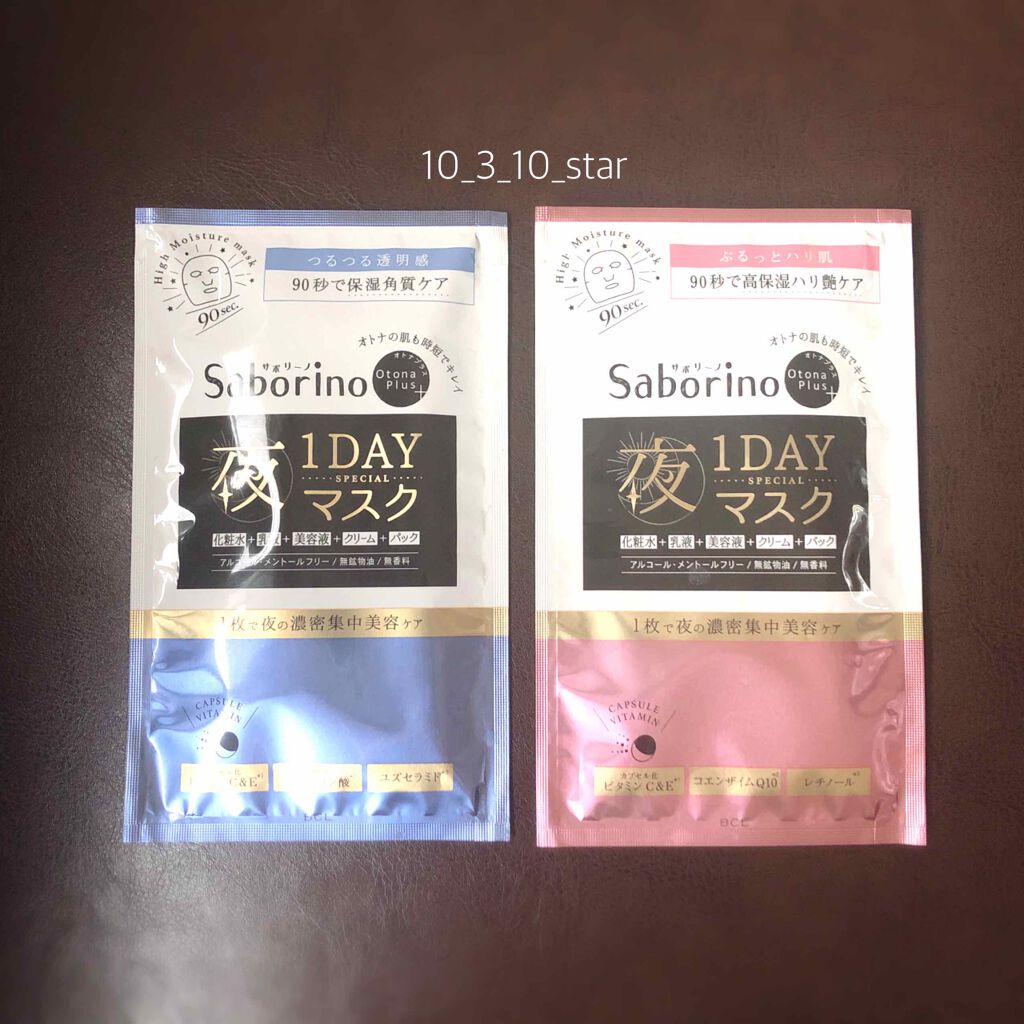 10_3_10_star
High Moisture mask
90sec.
つるつる透明感
90秒で保湿角質ケア
オトナの肌も時短でキレイ
サボリーノ
Saborino
オトナプラス
Otona
Plus+
夜
1DAY
SPECIAL
マスク
化粧水+乳液+美容液+クリーム+パック
アルコール・メントールフリー/無鉱物油/無香料
1枚で夜の濃密集中美容ケア
CAPSULE
VITAMIN
C&E
酸
ユズセラミド
BCL
High Moisture mask
90sec.
ぷるっとハリ肌
90秒で高保湿ハリ艶ケア
オトナの肌も時短でキレイ
サボリーノ
Saborino
オトナプラス
Otona
Plus+
夜
1DAY
SPECIAL
マスク
化粧水+乳液+美容液+クリーム+パック
アルコール・メントールフリー/無鉱物油/無香料
1枚で夜の濃密集中美容ケア
CAPSULE
VITAMIN
カプセル化
ビタミンC&E
コエンザイムQ10
レチノール
BCL